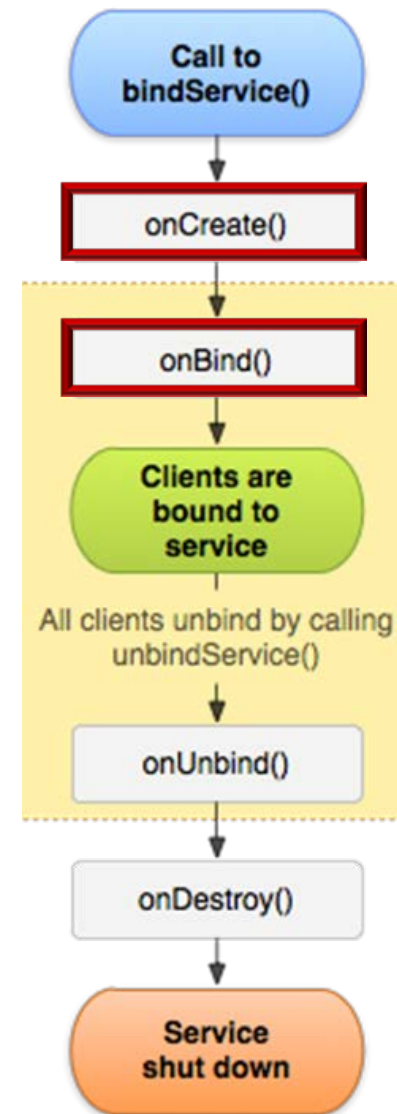 Call to
bindService()
onCreate()
onBind()
Clients are
bound to
service
All clients unbind by calling
unbindService()
onUnbind()
onDestroy()
Service
shut down